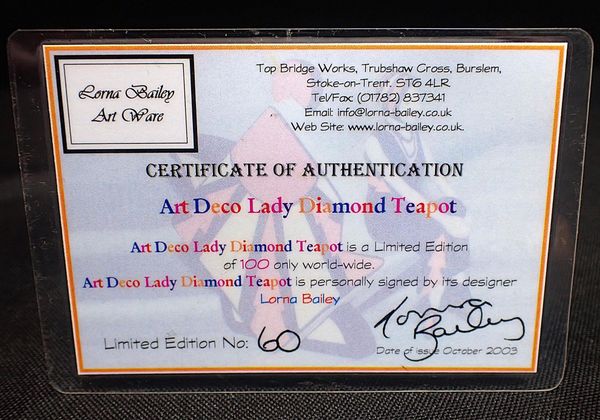 Lorna Bailey
Art Ware
Top Bridge Works, Trubshaw Cross, Burslem,
Stoke-on-Trent. ST6 4LR
Tel/Fax: (01782) 837341
Email: info@lorna-bailey.co.uk
Web Site: www.lorna-bailey.co.uk.
CERTIFICATE OF AUTHENTICATION
Art Deco Lady Diamond Teapot
Art Deco Lady Diamond Teapot is a Limited Edition
of 100 only world-wide.
Art Deco Lady Diamond Teapot is personally signed by its designer
Lorna Bailey
Lorna
Bailey
Limited Edition No: 60
Date of issue October 2003